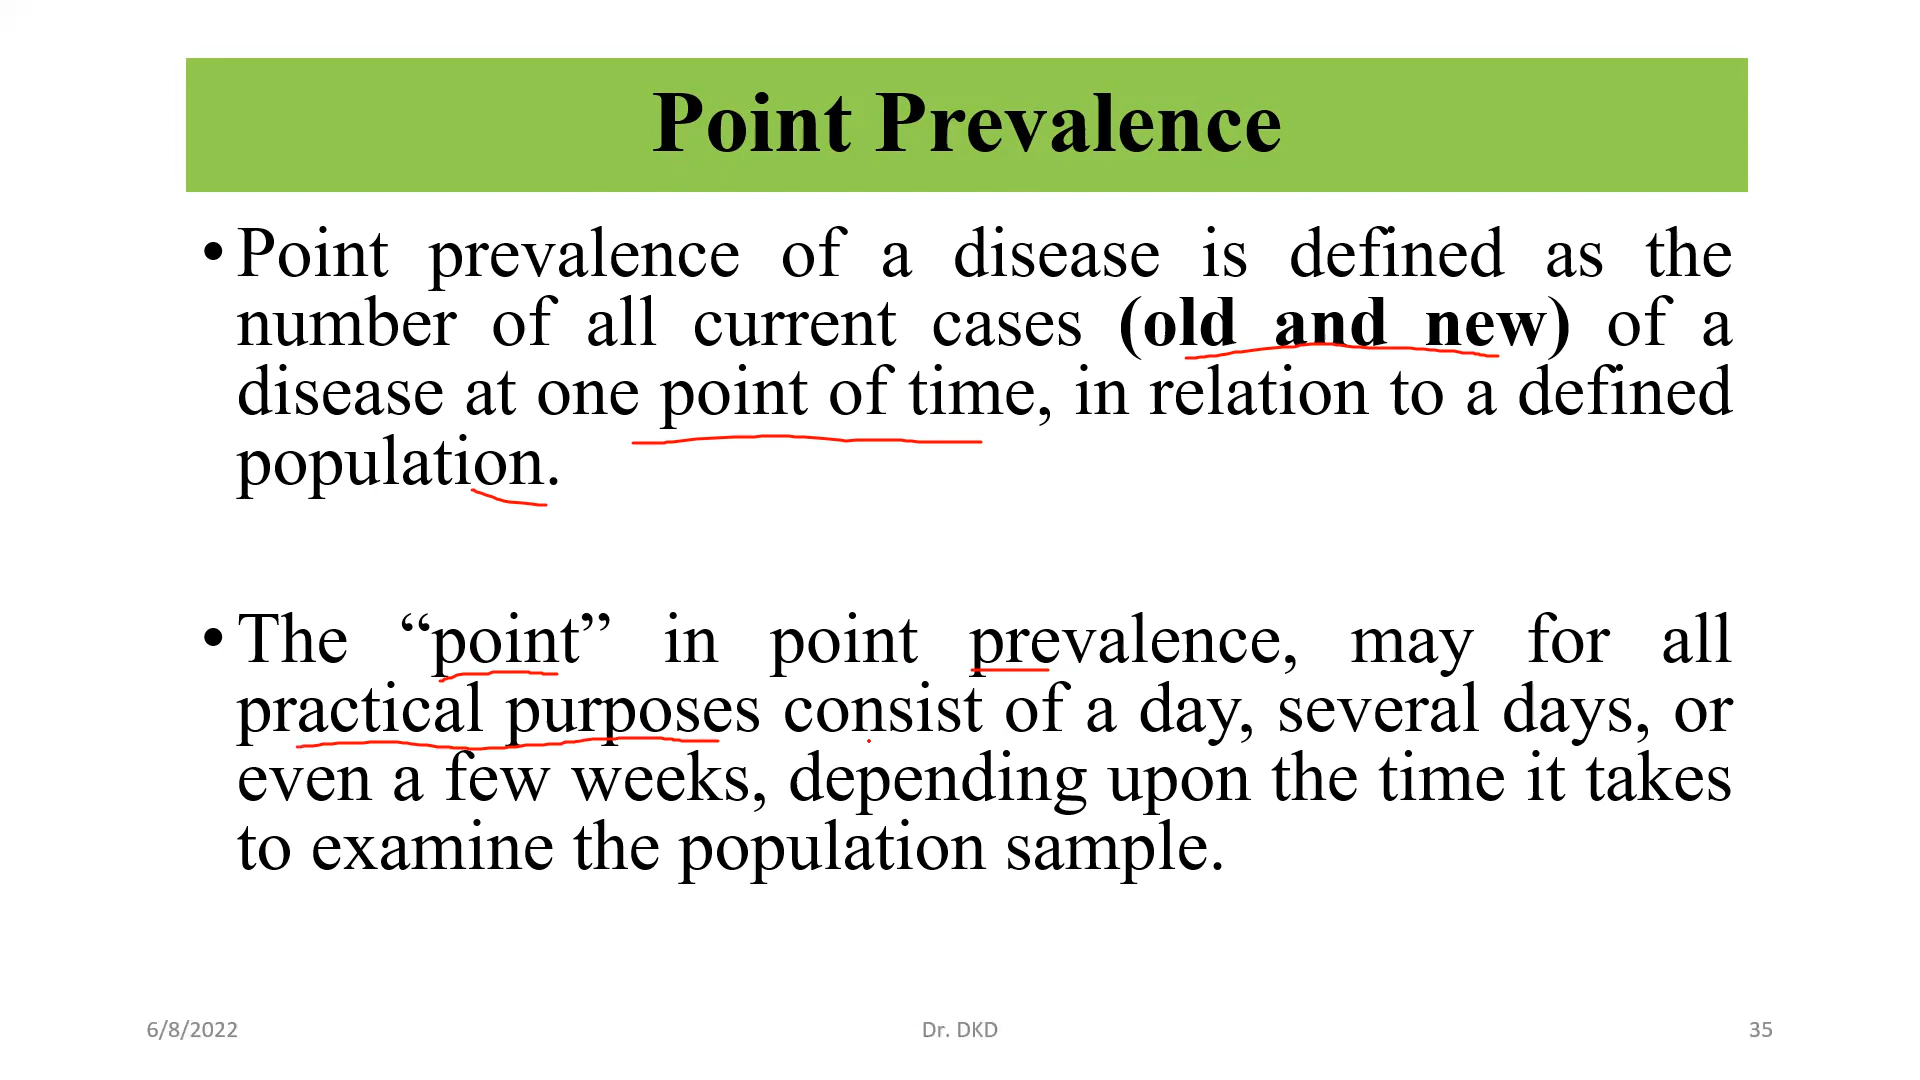 Point Prevalence
• Point prevalence of a disease is defined as the
number of all current cases (old and new) of a
disease at one point of time, in relation to a defined
population.
• The “point” in point prevalence, may for all
practical purposes consist of a day, several days, or
even a few weeks, depending upon the time it takes
to examine the population sample.
6/8/2022
Dr. DKD
35